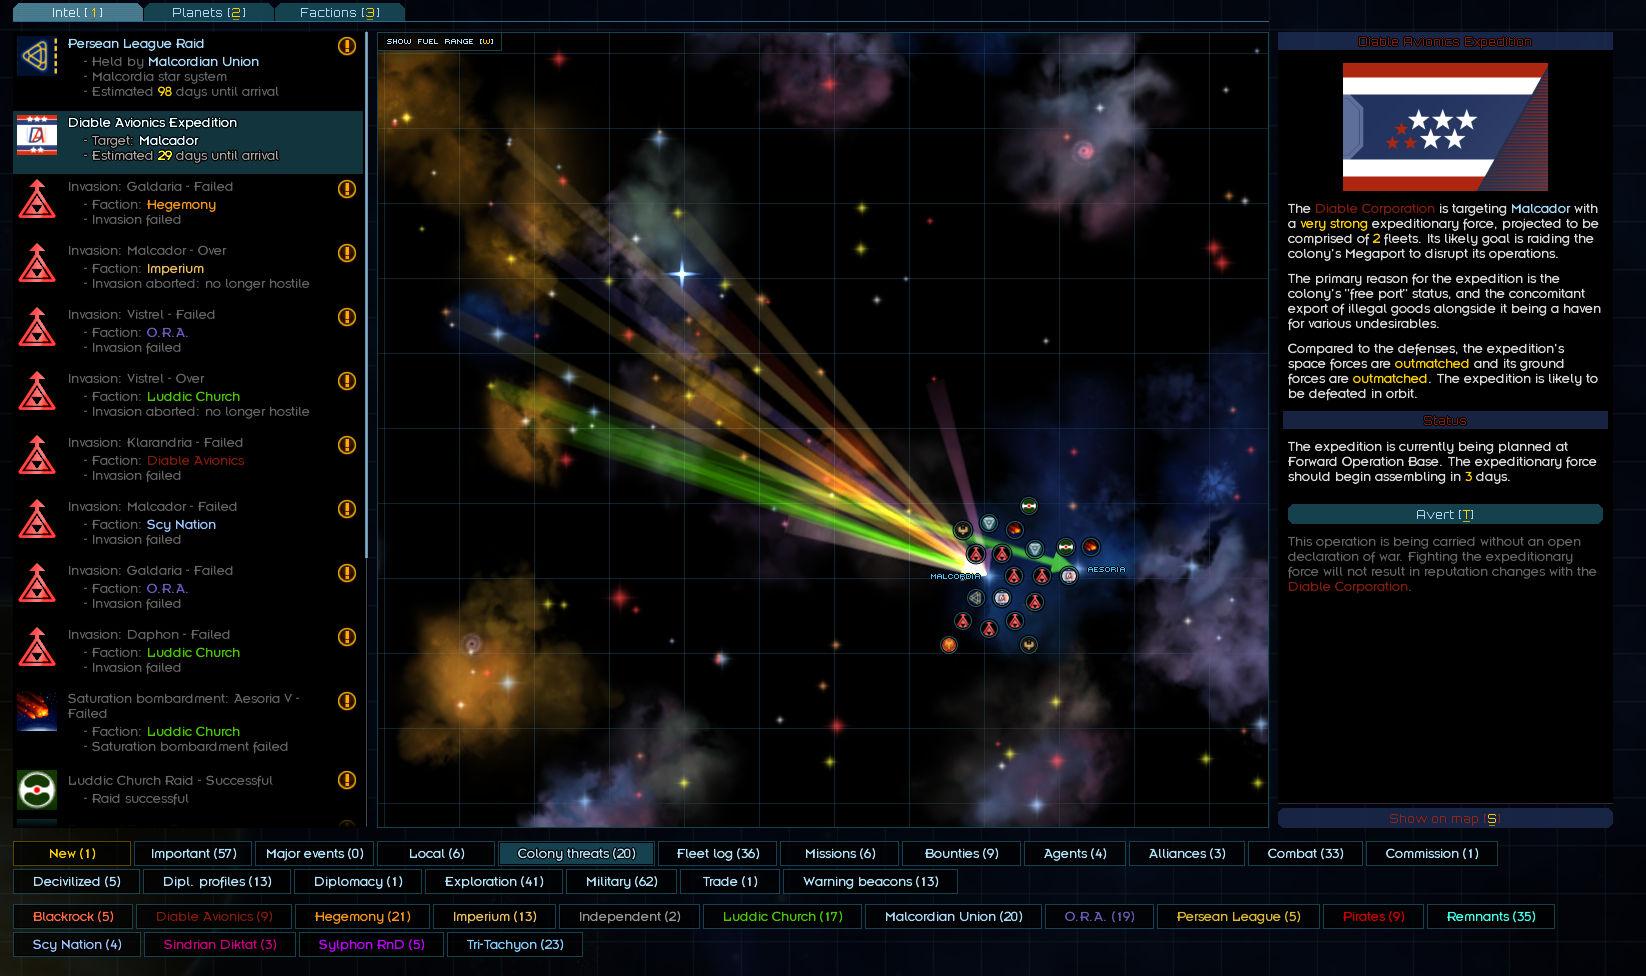 Intel [1]
Planets [2]
Factions [3]
Persean League Raid
- Held by Malcordian Union
- Malcordia star system
- Estimated 98 days until arrival
Diable Avionics Expedition
- Target: Malcador
- Estimated 29 days until arrival
Invasion: Galdaria - Failed
- Faction: Hegemony
- Invasion failed
Invasion: Malcador - Over
- Faction: Imperium
- Invasion aborted: no longer hostile
Invasion: Vistrel - Failed
- Faction: O.R.A.
- Invasion failed
Invasion: Vistrel - Over
- Faction: Luddic Church
- Invasion aborted: no longer hostile
Invasion: Klarandria - Failed
- Faction: Diable Avionics
- Invasion failed
Invasion: Malcador - Failed
- Faction: Scy Nation
- Invasion failed
Invasion: Galdaria - Failed
- Faction: O.R.A.
- Invasion failed
Invasion: Daphon - Failed
- Faction: Luddic Church
- Invasion failed
Saturation bombardment: Aesoria V -
Failed
- Faction: Luddic Church
- Saturation bombardment failed
Luddic Church Raid - Successful
- Raid successful
SHOW FUEL RANGE [W]
MALCORDIA
AESORIA
Diable Avionics Expedition
The Diable Corporation is targeting Malcador with
a very strong expeditionary force, projected to be
comprised of 2 fleets. Its likely goal is raiding the
colony's Megaport to disrupt its operations.
The primary reason for the expedition is the
colony's "free port" status, and the concomitant
export of illegal goods alongside it being a haven
for various undesirables.
Compared to the defenses, the expedition's
space forces are outmatched and its ground
forces are outmatched. The expedition is likely to
be defeated in orbit.
Status
The expedition is currently being planned at
Forward Operation Base. The expeditionary force
should begin assembling in 3 days.
Avert [T]
This operation is being carried without an open
declaration of war. Fighting the expeditionary
force will not result in reputation changes with the
Diable Corporation.
Show on map [S]
New (1)
Important (57)
Major events (0)
Local (6)
Colony threats (20)
Fleet log (36)
Missions (6)
Bounties (9)
Agents (4)
Alliances (3)
Combat (33)
Commission (1)
Decivilized (5)
Dipl. profiles (13)
Diplomacy (1)
Exploration (41)
Military (62)
Trade (1)
Warning beacons (13)
Blackrock (5)
Diable Avionics (9)
Hegemony (21)
Imperium (13)
Independent (2)
Luddic Church (17)
Malcordian Union (20)
O.R.A. (19)
Persean League (5)
Pirates (9)
Remnants (35)
Scy Nation (4)
Sindrian Diktat (3)
Sylphon RnD (5)
Tri-Tachyon (23)